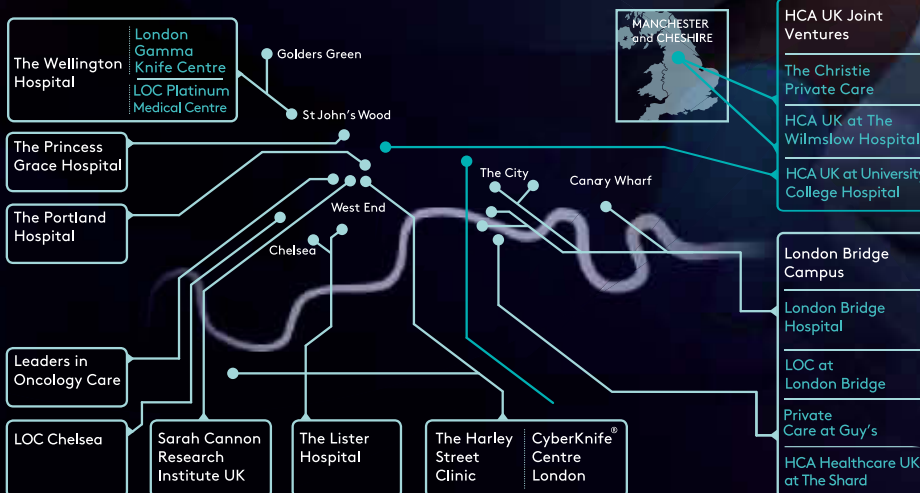 The Wellington
Hospital
London
Gamma
Knife Centre
LOC Platinum
Medical Centre
Golders Green
St John's Wood
MANCHESTER
and CHESHIRE
HCA UK Joint
Ventures
The Christie
Private Care
HCA UK at The
Wilmslow Hospital
HCA UK at University
College Hospital
The Princess
Grace Hospital
The Portland
Hospital
The City
Canary Wharf
West End
Chelsea
London Bridge
Campus
London Bridge
Hospital
LOC at
London Bridge
Private
Care at Guy's
HCA Healthcare UK
at The Shard
Leaders in
Oncology Care
LOC Chelsea
Sarah Cannon
Research
Institute UK
The Lister
Hospital
The Harley
Street
Clinic
CyberKnife®
Centre
London